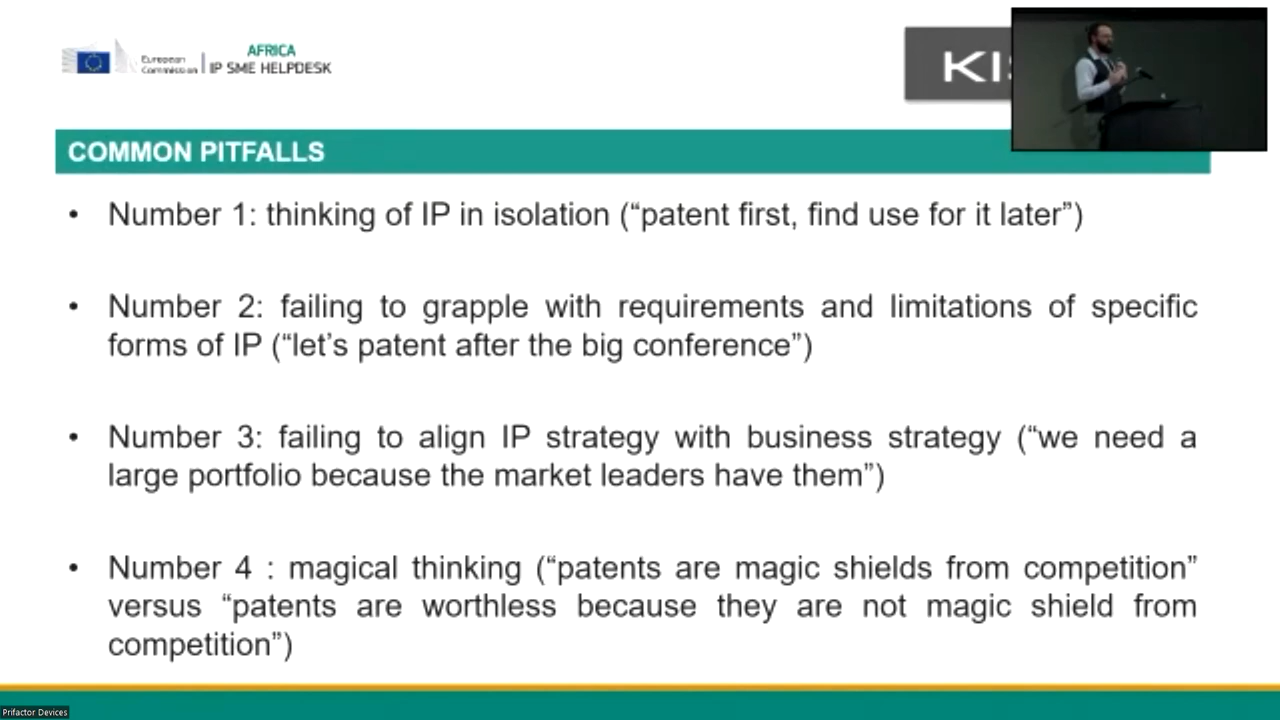 European
Commission
AFRICA
IP SME HELPDESK
COMMON PITFALLS
• Number 1: thinking of IP in isolation (“patent first, find use for it later”)
• Number 2: failing to grapple with requirements and limitations of specific
forms of IP (“let’s patent after the big conference”)
• Number 3: failing to align IP strategy with business strategy (“we need a
large portfolio because the market leaders have them”)
• Number 4 : magical thinking (“patents are magic shields from competition”
versus “patents are worthless because they are not magic shield from
competition”)
Prifactor Devices